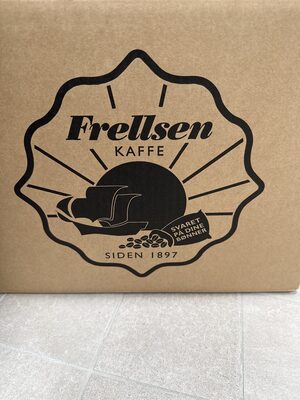 Frellsen
KAFFE
SVARET
PÅ DINE
BØNNER
SIDEN 1897